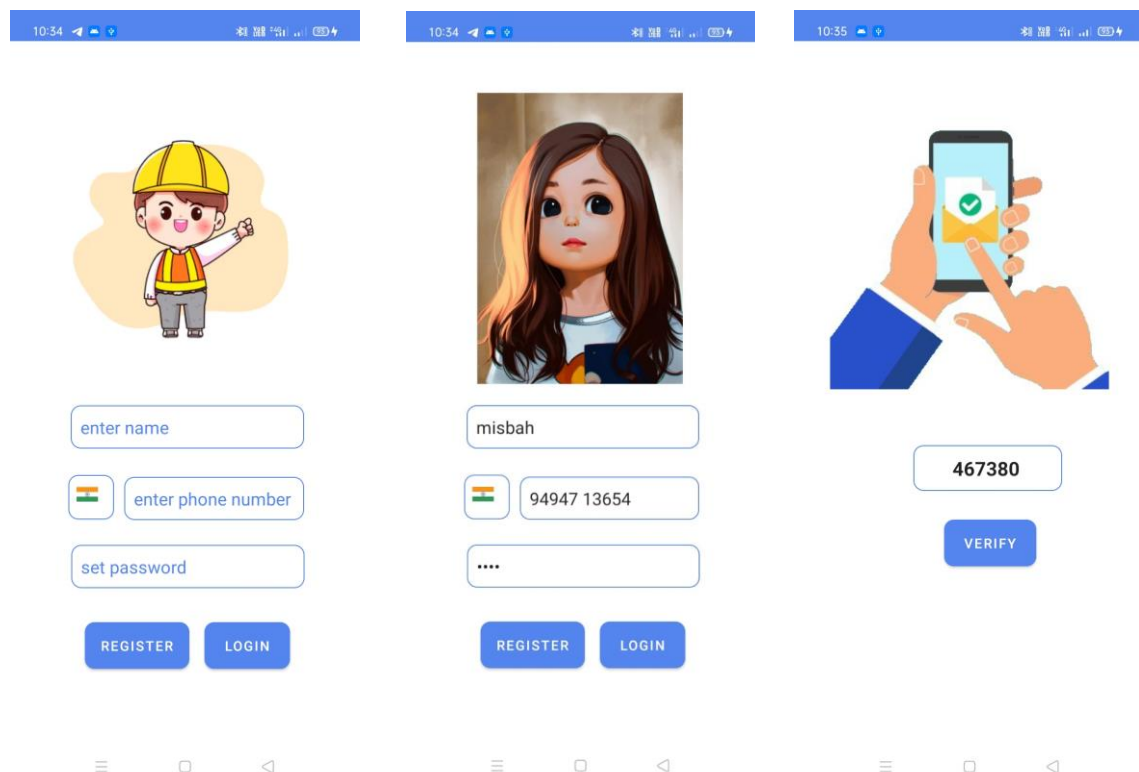 10:34
enter name
enter phone number
set password
REGISTER LOGIN
10:34
misbah
94947 13654
••••
REGISTER LOGIN
10:35
467380
VERIFY